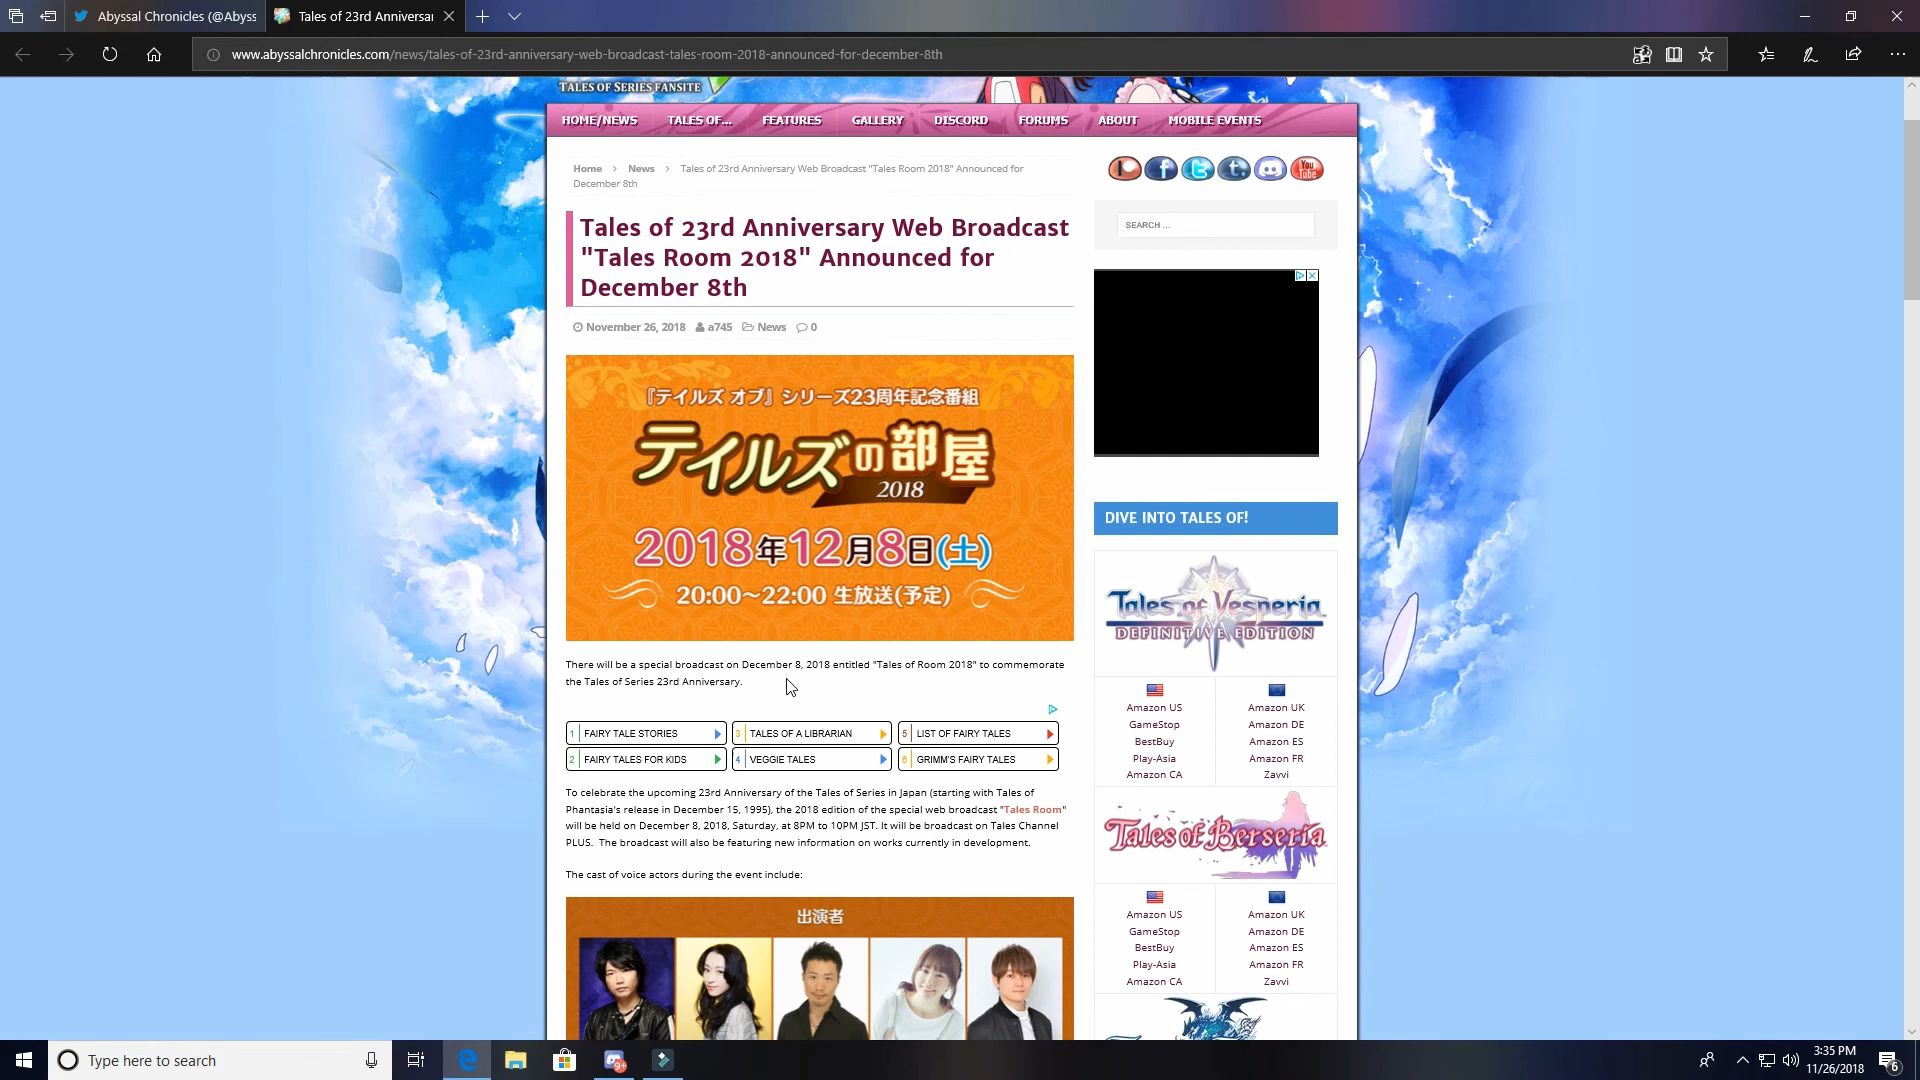 Abyssal Chronicles (@Abyss
Tales of 23rd Anniversar
www.abyssalchronicles.com/news/tales-of-23rd-anniversary-web-broadcast-tales-room-2018-announced-for-december-8th
TALES OF SERIES FANSITE
HOME/NEWS TALES OF... FEATURES GALLERY DISCORD FORUMS ABOUT MOBILE EVENTS
Home > News > Tales of 23rd Anniversary Web Broadcast "Tales Room 2018" Announced for
December 8th
Tales of 23rd Anniversary Web Broadcast
"Tales Room 2018" Announced for
December 8th
November 26, 2018 a745 News 0
『テイルズ オブ』シリーズ23周年記念番組
テイルズの部屋
2018
2018年12月8日(土)
20:00～22:00 生放送(予定)
There will be a special broadcast on December 8, 2018 entitled "Tales of Room 2018" to commemorate
the Tales of Series 23rd Anniversary.
1 FAIRY TALE STORIES
3 TALES OF A LIBRARIAN
5 LIST OF FAIRY TALES
2 FAIRY TALES FOR KIDS
4 VEGGIE TALES
6 GRIMM'S FAIRY TALES
To celebrate the upcoming 23rd Anniversary of the Tales of Series in Japan (starting with Tales of
Phantasia's release in December 15, 1995), the 2018 edition of the special web broadcast "Tales Room"
will be held on December 8, 2018, Saturday, at 8PM to 10PM JST. It will be broadcast on Tales Channel
PLUS. The broadcast will also be featuring new information on works currently in development.
The cast of voice actors during the event include:
出演者
You
Tube
SEARCH ...
DIVE INTO TALES OF!
Tales of Vesperia
DEFINITIVE EDITION
Amazon US
GameStop
BestBuy
Play-Asia
Amazon CA
Amazon UK
Amazon DE
Amazon ES
Amazon FR
Zavvi
Tales of Berseria
Amazon US
GameStop
BestBuy
Play-Asia
Amazon CA
Amazon UK
Amazon DE
Amazon ES
Amazon FR
Zavvi
Type here to search
9+
3:35 PM
11/26/2018
6